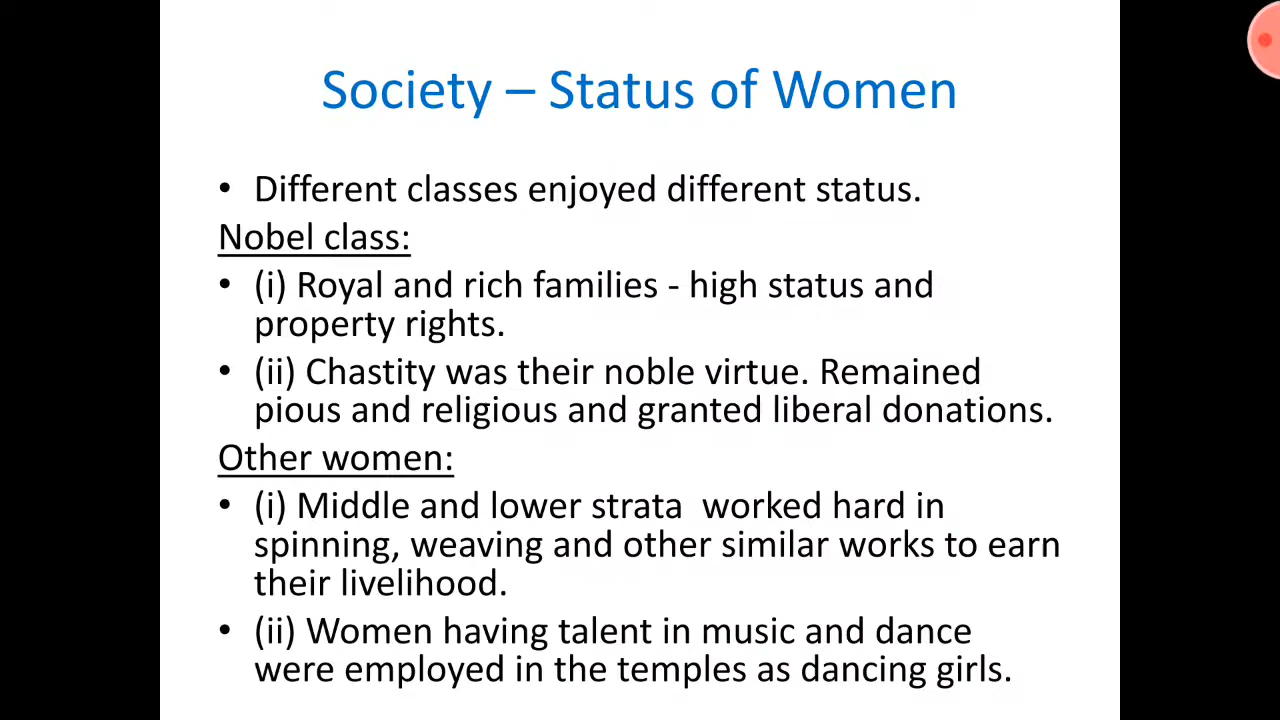 Society – Status of Women
• Different classes enjoyed different status.
Nobel class:
• (i) Royal and rich families - high status and
property rights.
• (ii) Chastity was their noble virtue. Remained
pious and religious and granted liberal donations.
Other women:
• (i) Middle and lower strata  worked hard in
spinning, weaving and other similar works to earn
their livelihood.
• (ii) Women having talent in music and dance
were employed in the temples as dancing girls.